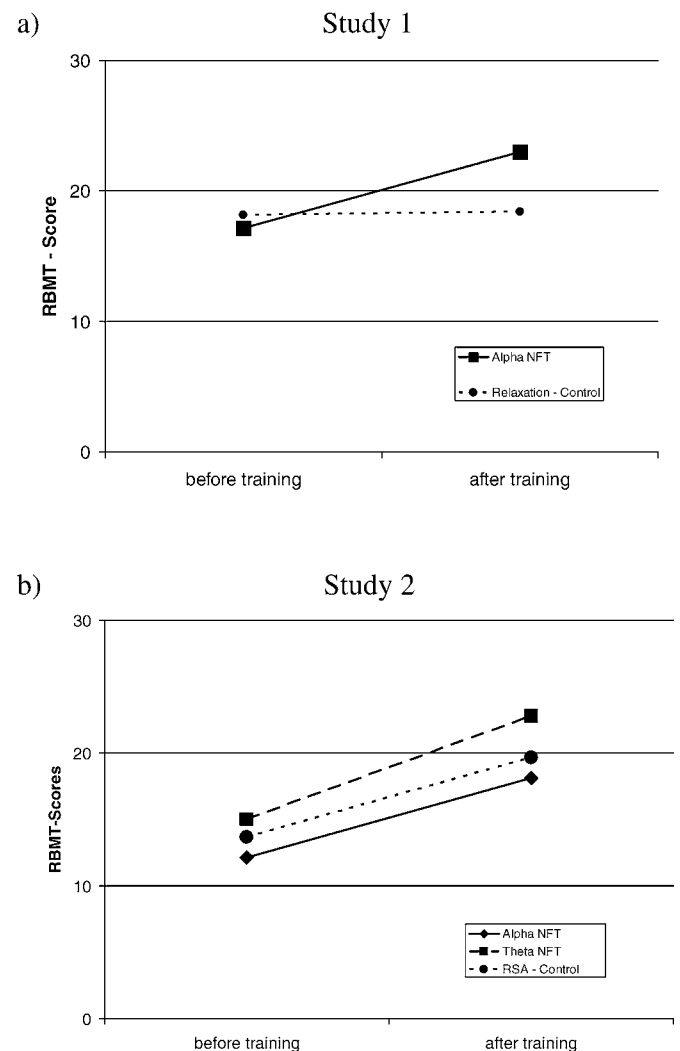 a)
Study 1
30
20
10
0
RBMT - Score
Alpha NFT
Relaxation - Control
before training
after training
b)
Study 2
30
20
10
0
RBMT-Scores
Alpha NFT
Theta NFT
RSA - Control
before training
after training